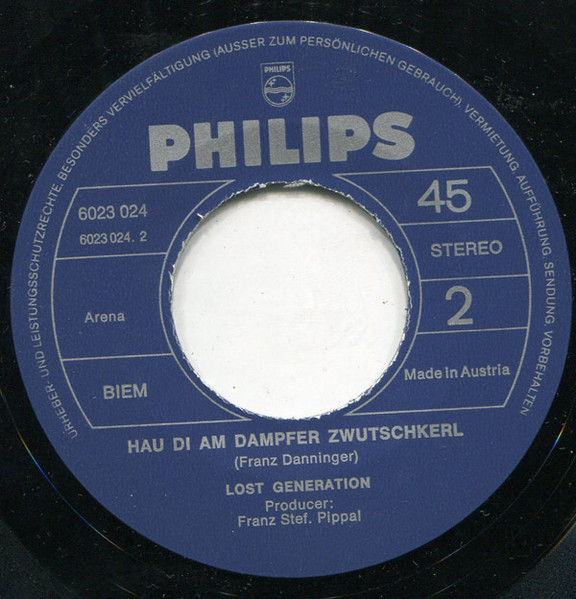 URHEBER- UND LEISTUNGSSCHUTZRECHTE, BESONDERS VERVIELFÄLTIGUNG (AUSSER ZUM PERSÖNLICHEN GEBRAUCH), VERMIETUNG, AUFFÜHRUNG, SENDUNG, VORBEHALTEN
PHILIPS
PHILIPS
6023 024
6023 024. 2
Arena
BIEM
45
STEREO
2
Made in Austria
HAU DI AM DAMPFER ZWUTSCHKERL
(Franz Danninger)
LOST GENERATION
Producer:
Franz Stef. Pippal